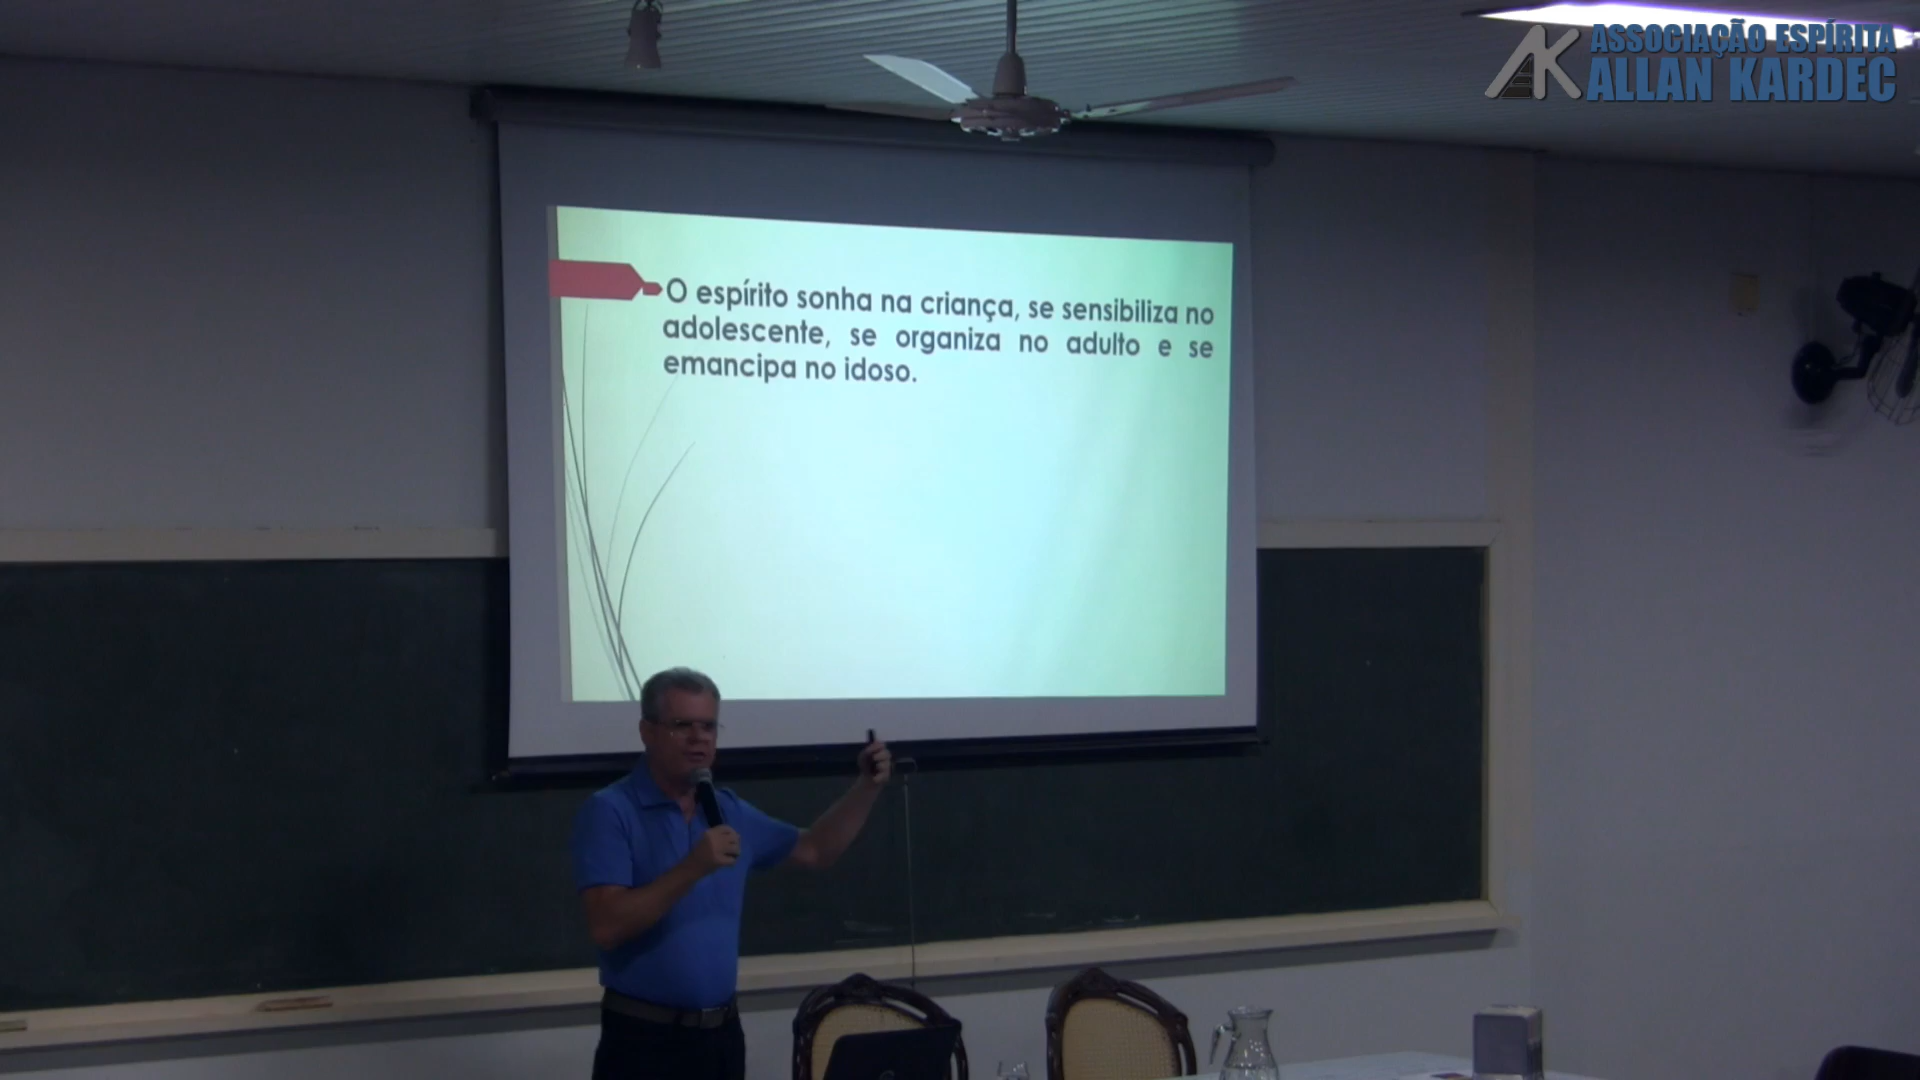 ASSOCIAÇÃO ESPÍRITA
AK ALLAN KARDEC
O espírito sonha na criança, se sensibiliza no
adolescente, se organiza no adulto e se
emancipa no idoso.